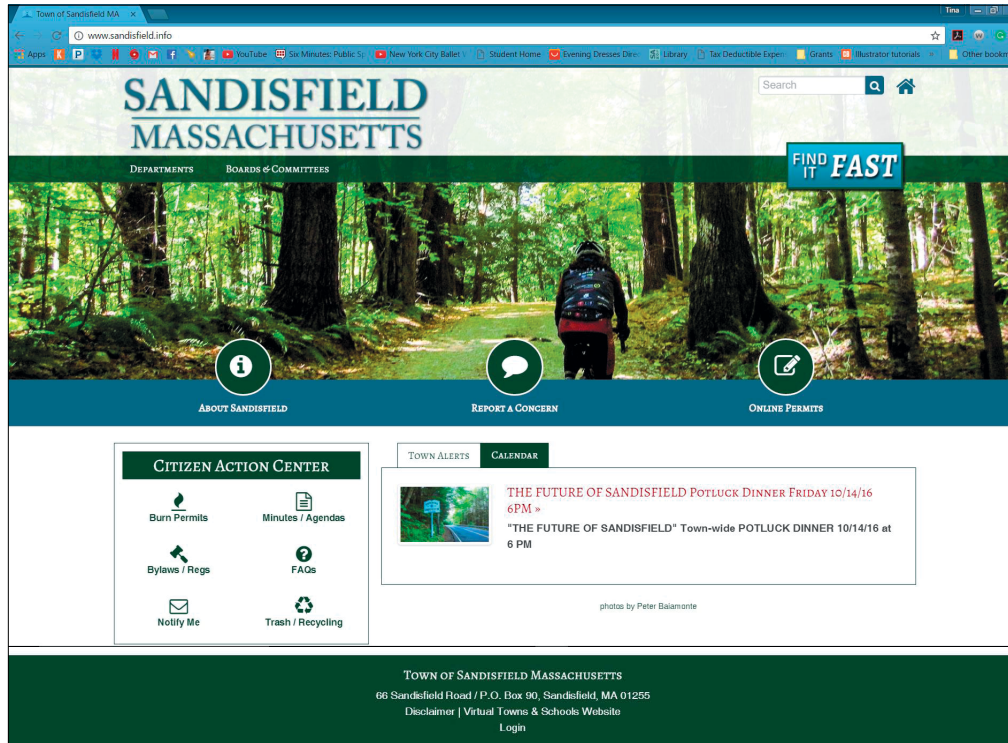 Town of Sandisfield MA
Tina
www.sandisfield.info
Apps YouTube Six Minutes: Public Sp New York City Ballet Student Home Evening Dresses Dire Library Tax Deductible Expen Grants Illustrator tutorials Other bookm
SANDISFIELD
MASSACHUSETTS
Search
DEPARTMENTS BOARDS & COMMITTEES
FIND IT FAST
ABOUT SANDISFIELD REPORT A CONCERN ONLINE PERMITS
CITIZEN ACTION CENTER
Burn Permits Minutes / Agendas
Bylaws / Regs FAQs
Notify Me Trash / Recycling
TOWN ALERTS CALENDAR
THE FUTURE OF SANDISFIELD POTLUCK DINNER FRIDAY 10/14/16
6PM »
"THE FUTURE OF SANDISFIELD" Town-wide POTLUCK DINNER 10/14/16 at
6 PM
photos by Peter Baiamonte
TOWN OF SANDISFIELD MASSACHUSETTS
66 Sandisfield Road / P.O. Box 90, Sandisfield, MA 01255
Disclaimer | Virtual Towns & Schools Website
Login